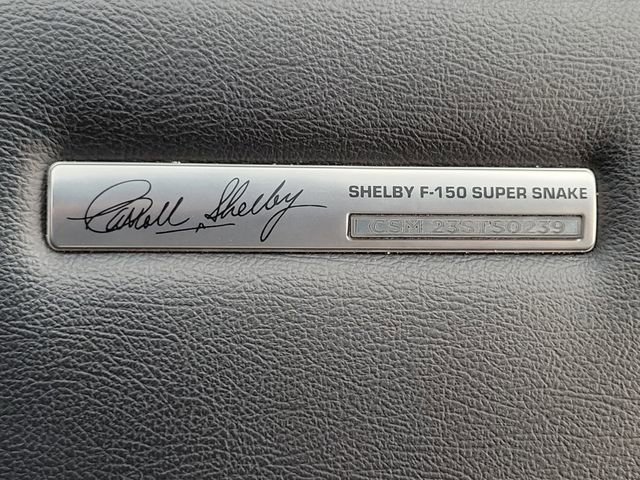 Carroll Shelby
SHELBY F-150 SUPER SNAKE
CSM 23STS0239